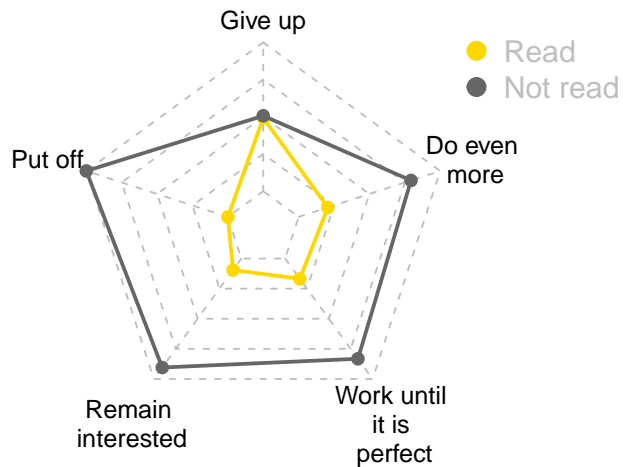 Give up
Read
Not read
Do even
more
Put off
Remain
interested
Work until
it is
perfect